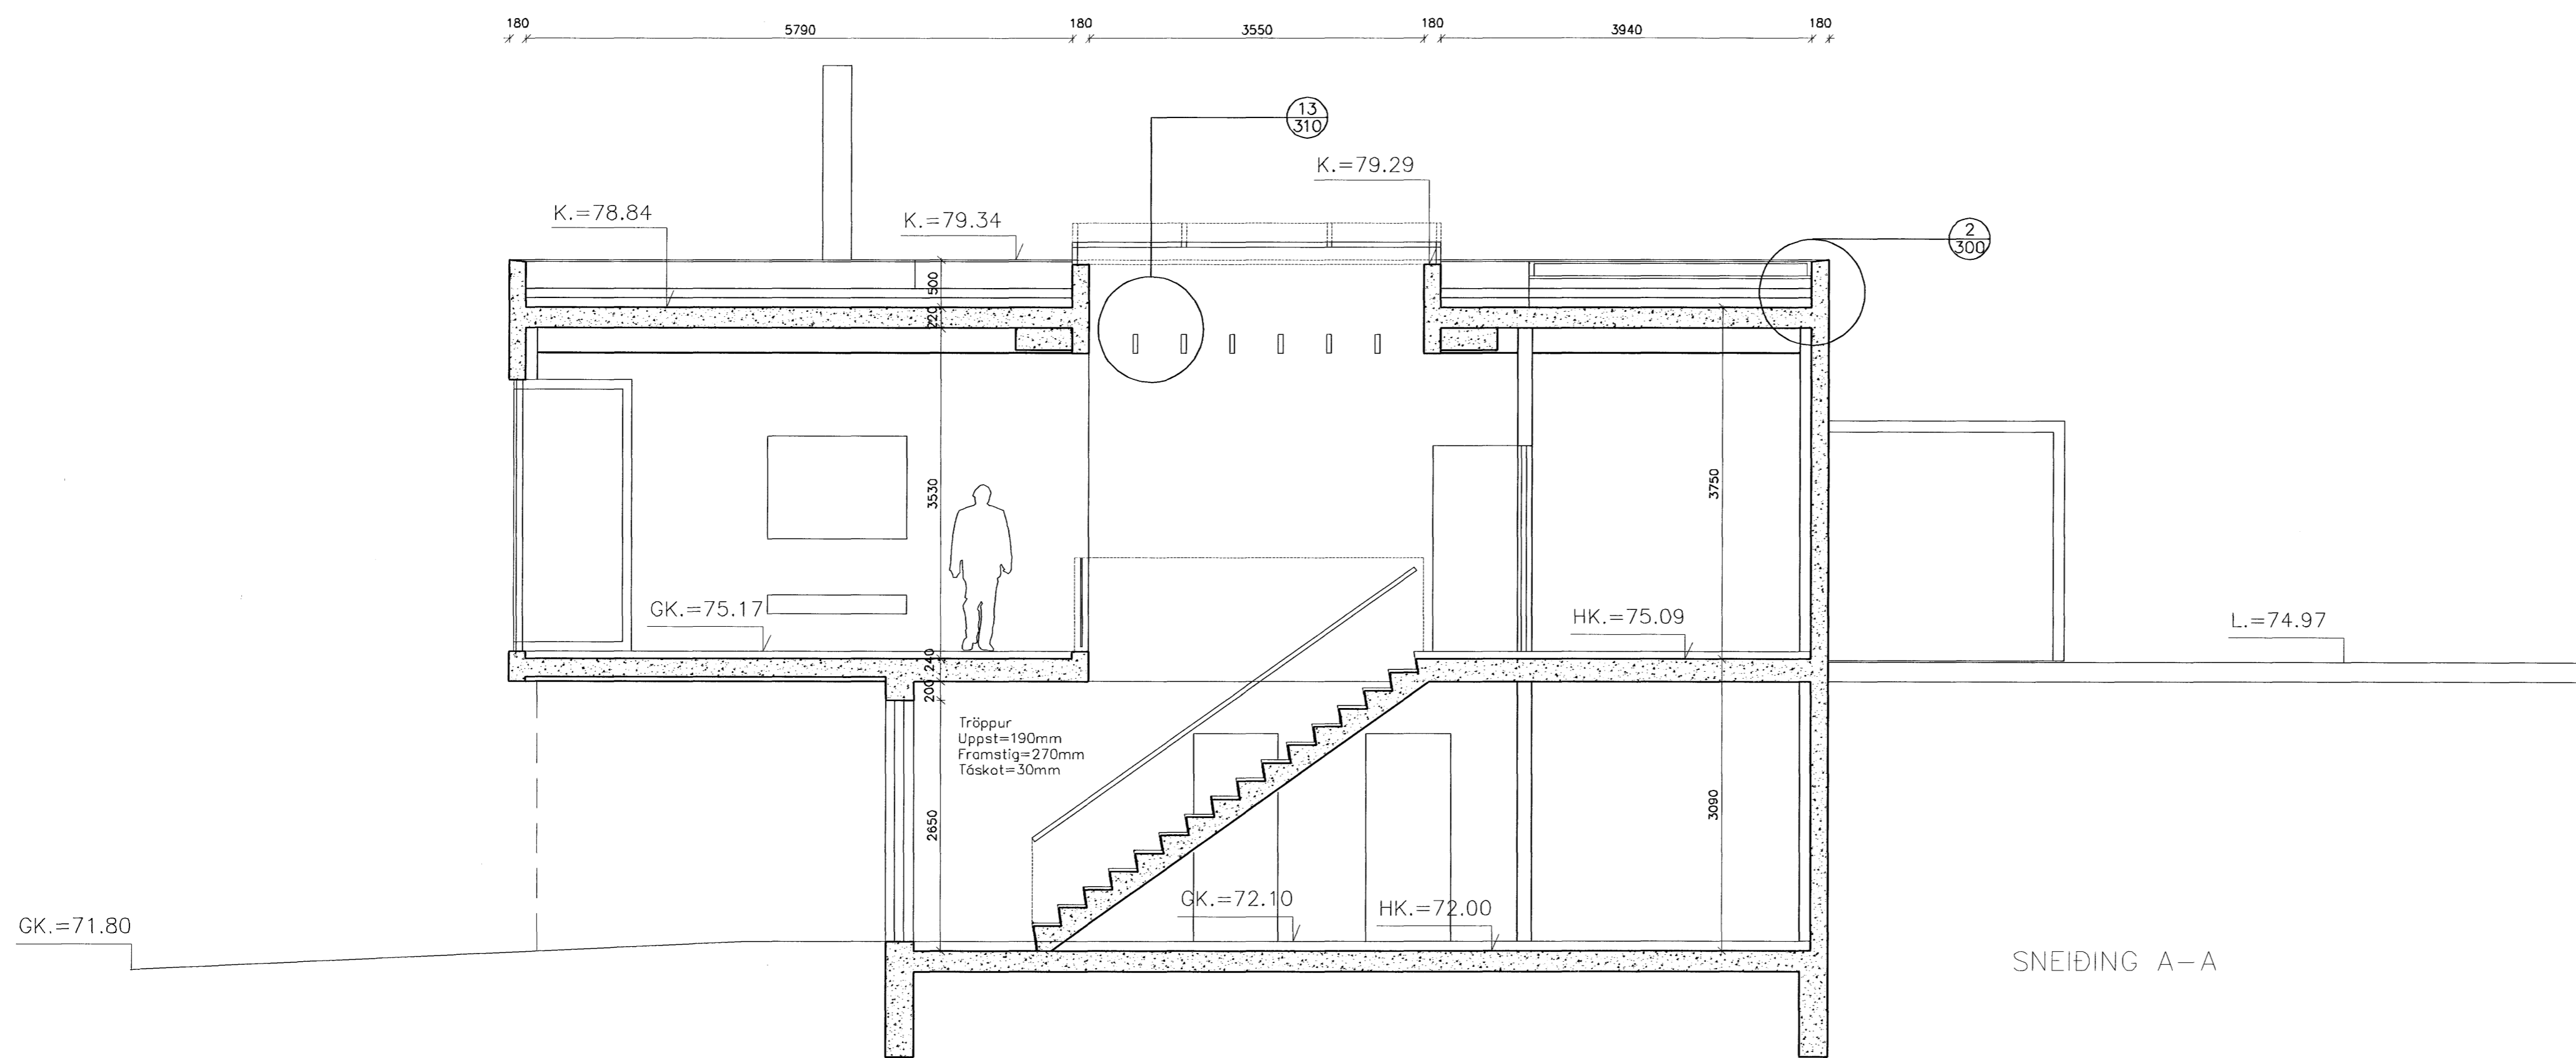 180
5790
180
3550
180
3940
180
13
310
K.=79.29
K.=78.84
K.=79.34
2
300
500
220
3530
3750
GK.=75.17
HK.=75.09
L.=74.97
240
200
Tröppur
Uppst=190mm
Framstig=270mm
Táskot=30mm
2650
3090
GK.=72.10
HK.=72.00
GK.=71.80
SNEIÐING A-A